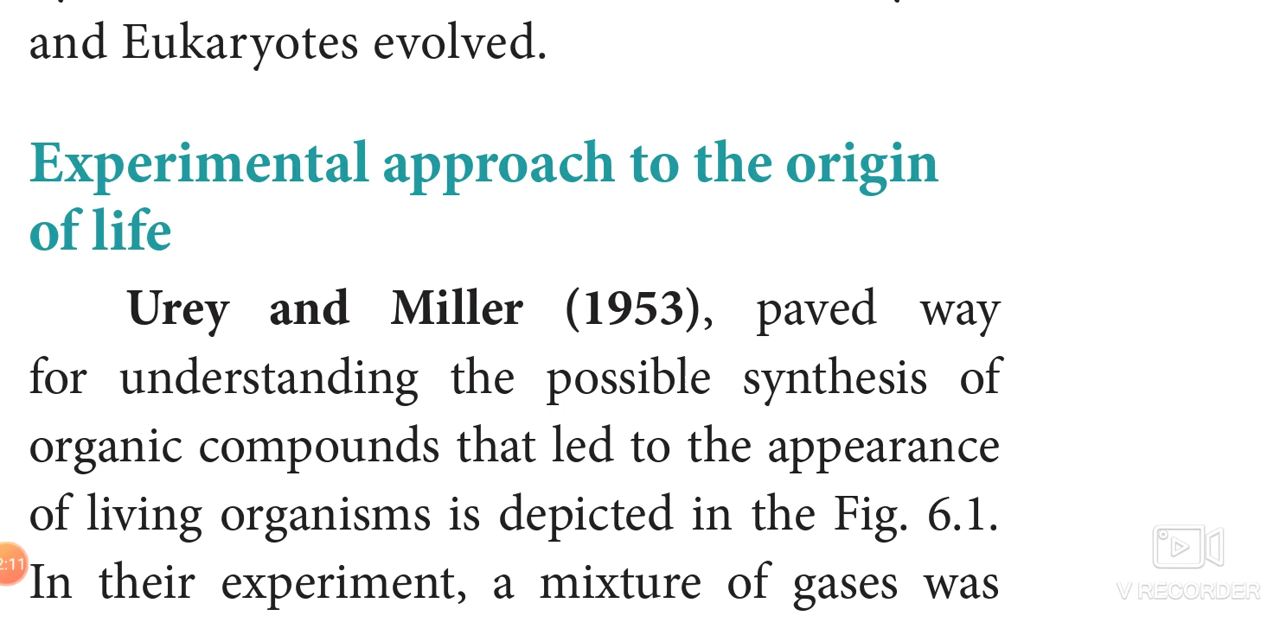 and Eukaryotes evolved.
Experimental approach to the origin
of life
Urey and Miller (1953), paved way
for understanding the possible synthesis of
organic compounds that led to the appearance
of living organisms is depicted in the Fig. 6.1.
In their experiment, a mixture of gases was
2:11
V RECORDER